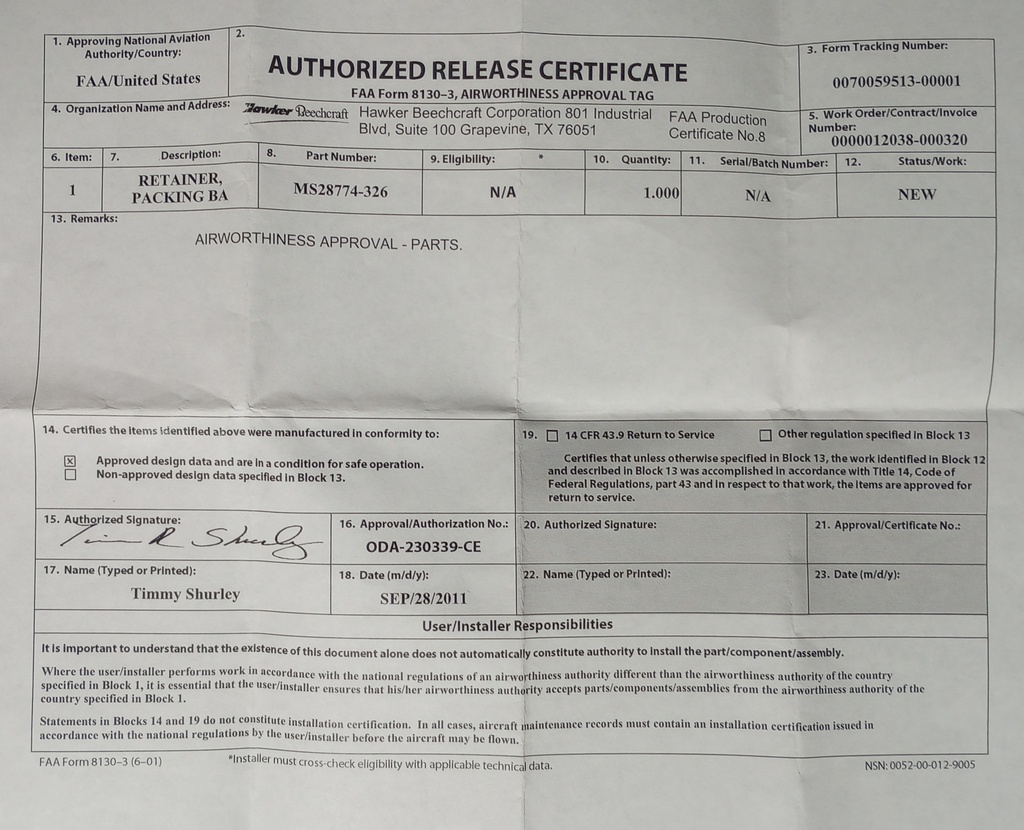 1. Approving National Aviation
Authority/Country:
FAA/United States
2.
AUTHORIZED RELEASE CERTIFICATE
FAA Form 8130–3, AIRWORTHINESS APPROVAL TAG
3. Form Tracking Number:
0070059513-00001
4. Organization Name and Address:
Hawker Beechcraft
Hawker Beechcraft Corporation 801 Industrial
Blvd, Suite 100 Grapevine, TX 76051
FAA Production
Certificate No.8
5. Work Order/Contract/Invoice
Number:
0000012038-000320
6. Item:
1
7. Description:
RETAINER,
PACKING BA
8. Part Number:
MS28774-326
9. Eligibility: *
N/A
10. Quantity:
1.000
11. Serial/Batch Number:
N/A
12. Status/Work:
NEW
13. Remarks:
AIRWORTHINESS APPROVAL - PARTS.
14. Certifies the items identified above were manufactured in conformity to:
☒ Approved design data and are in a condition for safe operation.
☐ Non-approved design data specified in Block 13.
19. ☐ 14 CFR 43.9 Return to Service ☐ Other regulation specified in Block 13
Certifies that unless otherwise specified in Block 13, the work identified in Block 12
and described in Block 13 was accomplished in accordance with Title 14, Code of
Federal Regulations, part 43 and in respect to that work, the items are approved for
return to service.
15. Authorized Signature:
Timmy R Shurley
16. Approval/Authorization No.:
ODA-230339-CE
20. Authorized Signature:
21. Approval/Certificate No.:
17. Name (Typed or Printed):
Timmy Shurley
18. Date (m/d/y):
SEP/28/2011
22. Name (Typed or Printed):
23. Date (m/d/y):
User/Installer Responsibilities
It is important to understand that the existence of this document alone does not automatically constitute authority to install the part/component/assembly.
Where the user/installer performs work in accordance with the national regulations of an airworthiness authority different than the airworthiness authority of the country
specified in Block 1, it is essential that the user/installer ensures that his/her airworthiness authority accepts parts/components/assemblies from the airworthiness authority of the
country specified in Block 1.
Statements in Blocks 14 and 19 do not constitute installation certification. In all cases, aircraft maintenance records must contain an installation certification issued in
accordance with the national regulations by the user/installer before the aircraft may be flown.
FAA Form 8130–3 (6–01)
*Installer must cross-check eligibility with applicable technical data.
NSN: 0052-00-012-9005